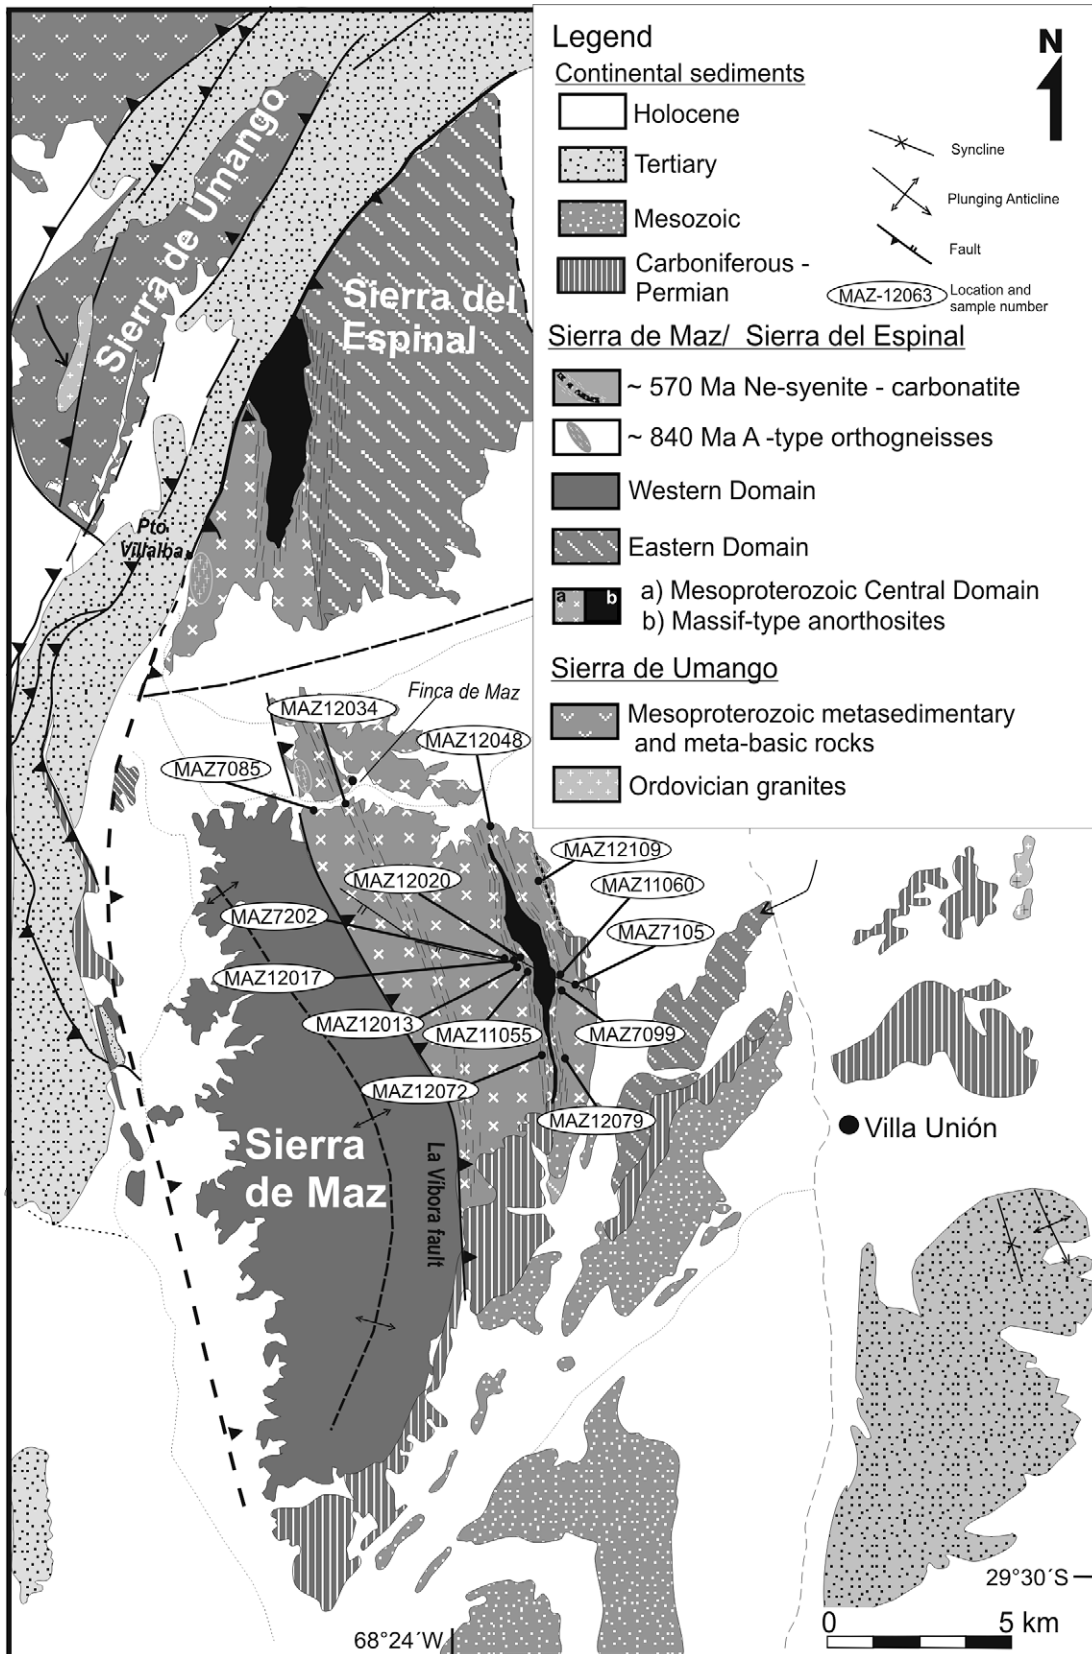 Legend
Continental sediments
Holocene
Tertiary
Mesozoic
Carboniferous -
Permian
N
Syncline
Plunging Anticline
Fault
MAZ-12063
Location and
sample number
Sierra de Maz/ Sierra del Espinal
~ 570 Ma Ne-syenite - carbonatite
~ 840 Ma A -type orthogneisses
Western Domain
Eastern Domain
a
b
a) Mesoproterozoic Central Domain
b) Massif-type anorthosites
Sierra de Umango
Mesoproterozoic metasedimentary
and meta-basic rocks
Ordovician granites
Sierra de Umango
Sierra del
Espinal
Pto
Villalba
Finca de Maz
MAZ12034
MAZ12048
MAZ7085
MAZ12109
MAZ12020
MAZ11060
MAZ7202
MAZ7105
MAZ12017
MAZ12013
MAZ11055
MAZ7099
MAZ12072
MAZ12079
Villa Unión
Sierra
de Maz
La Víbora fault
29°30´S
0
5 km
68°24´W